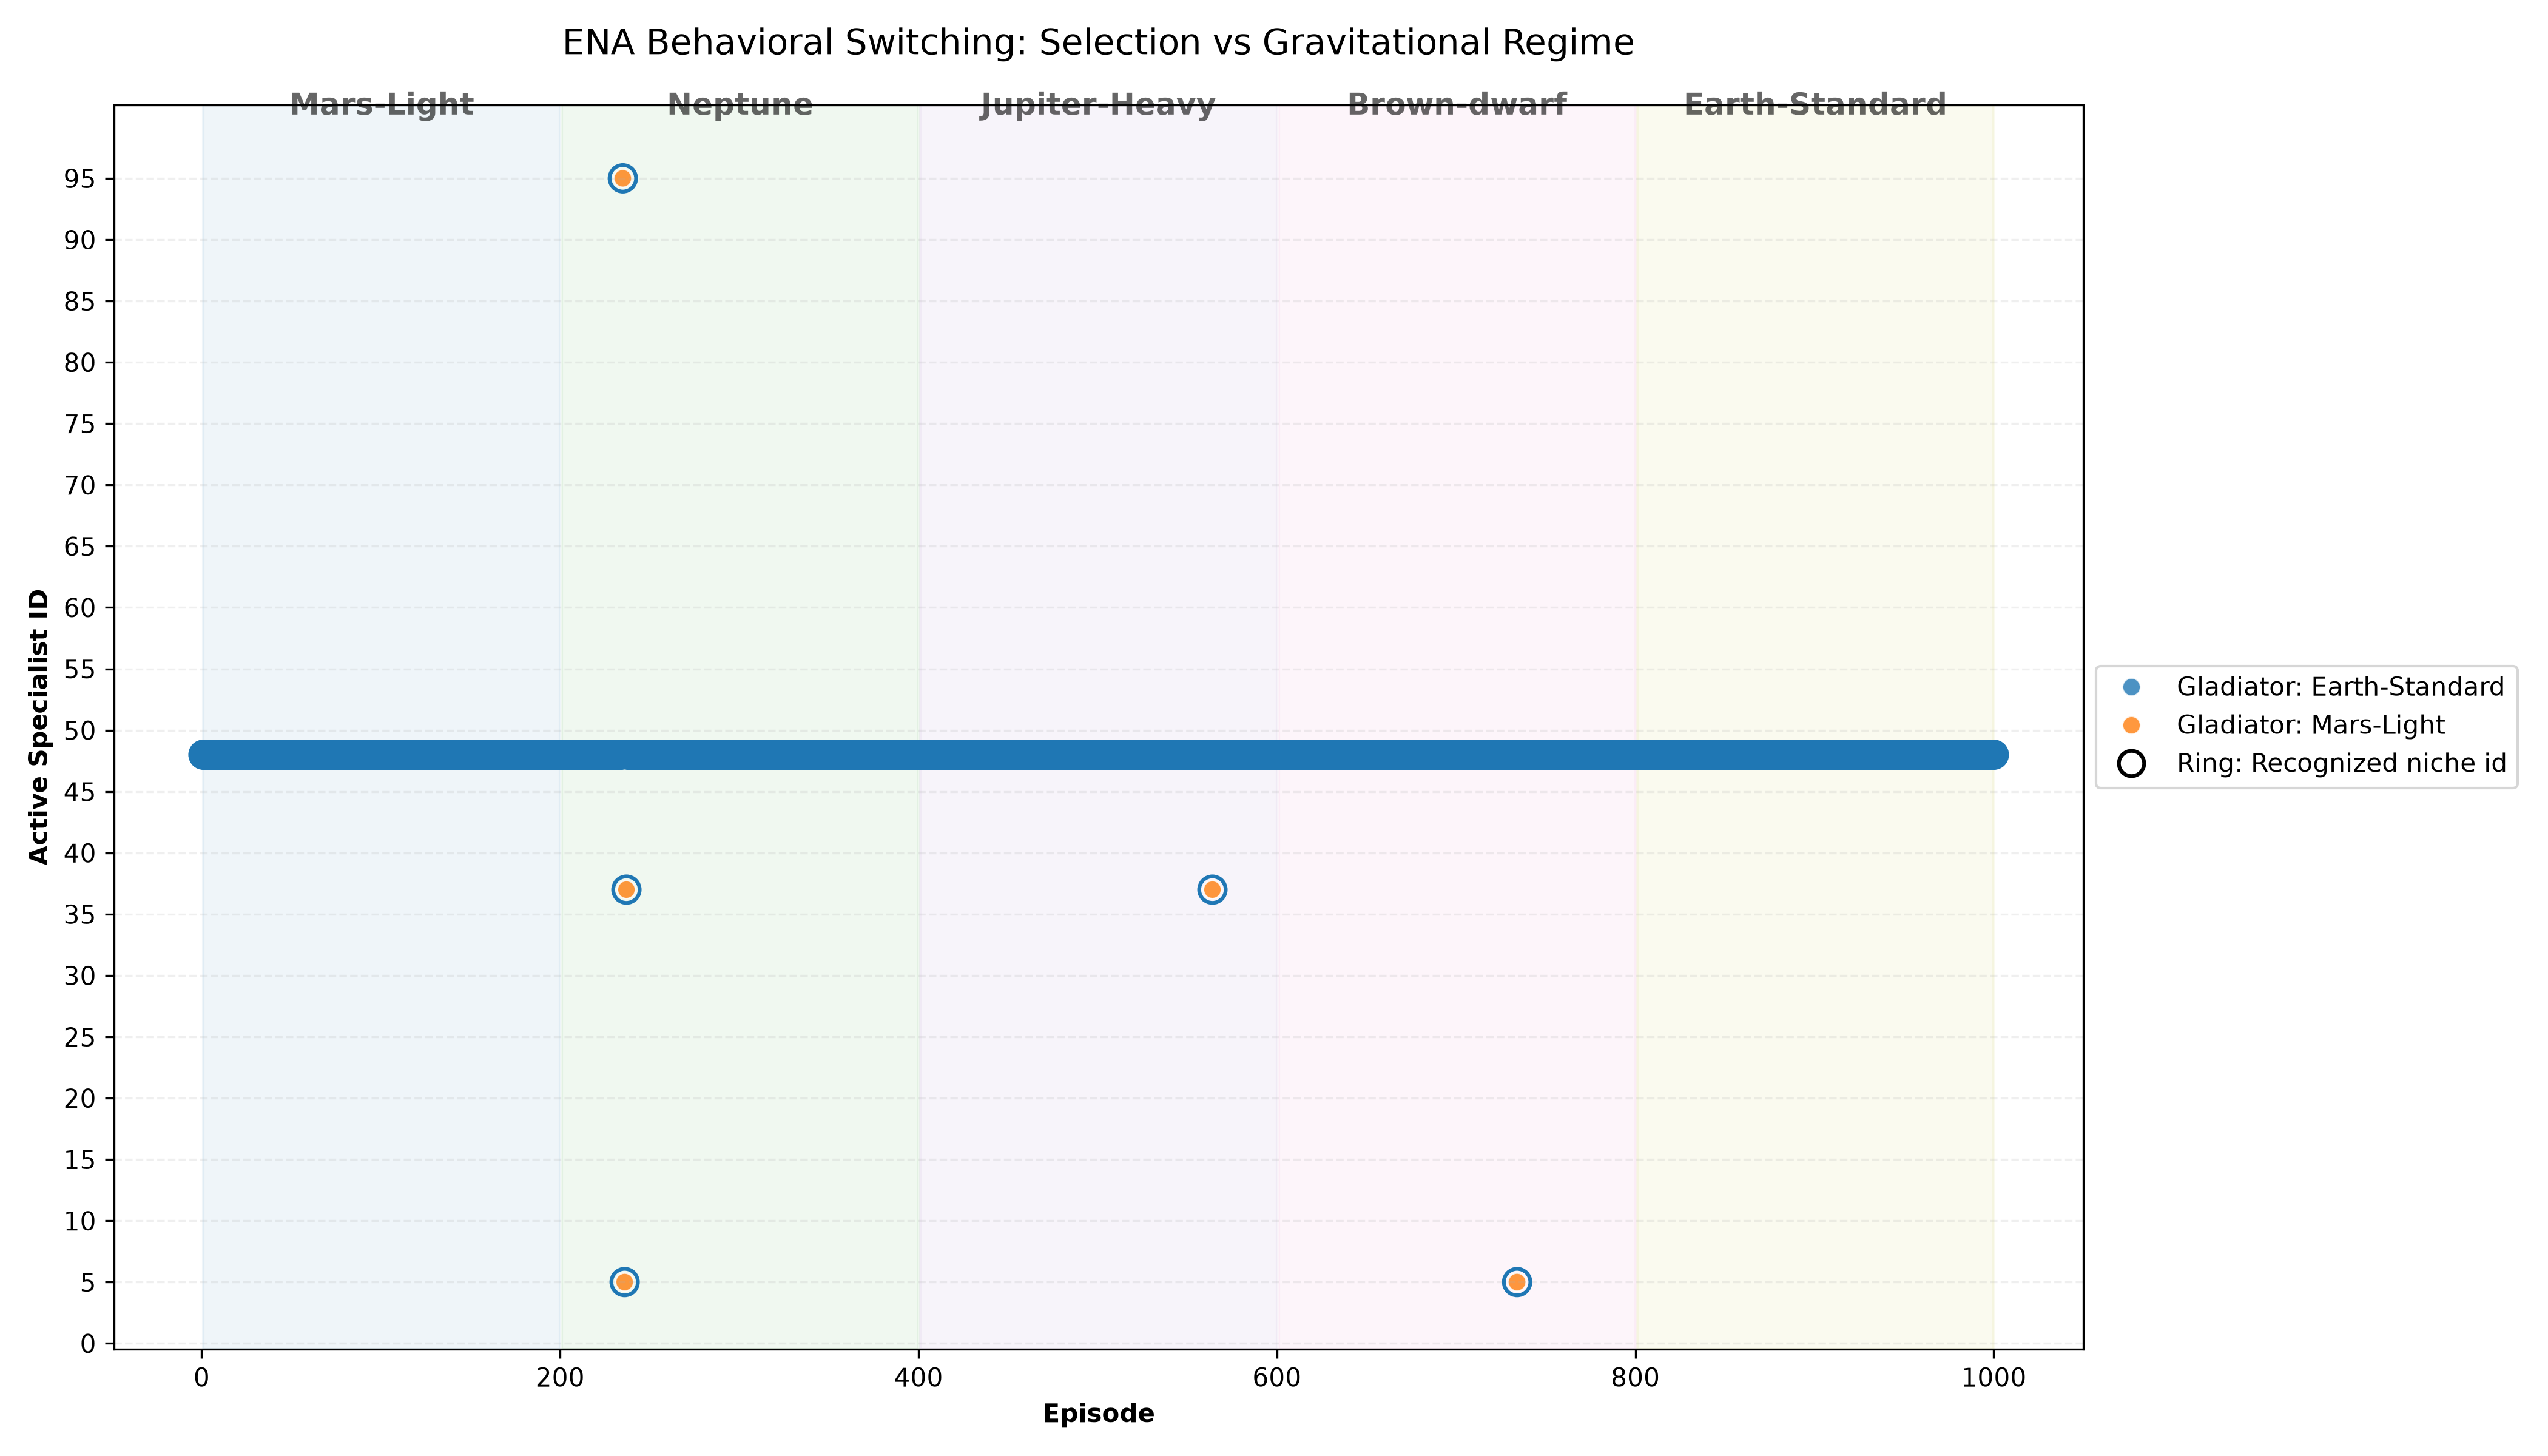 ENA Behavioral Switching: Selection vs Gravitational Regime
Mars-Light Neptune Jupiter-Heavy Brown-dwarf Earth-Standard
95
90
85
80
75
70
65
60
55
50
45
40
35
30
25
20
15
10
5
0
Active Specialist ID
0 200 400 600 800 1000
Episode
Gladiator: Earth-Standard
Gladiator: Mars-Light
Ring: Recognized niche id